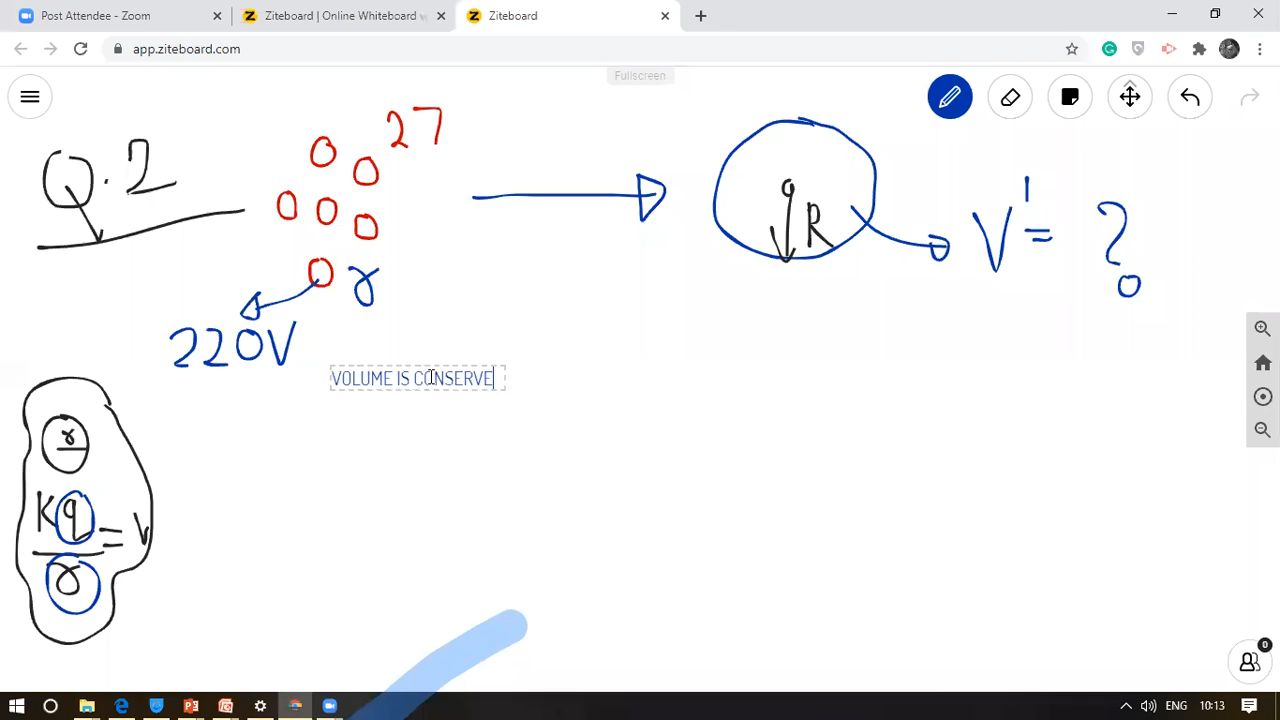 Post Attendee - Zoom
Ziteboard | Online Whiteboard
Ziteboard
app.ziteboard.com
Fullscreen
Q.2
27
R
V' = ?
r
220V
VOLUME IS CONSERVE
r
Kq
= V
r
0
ENG
10:13